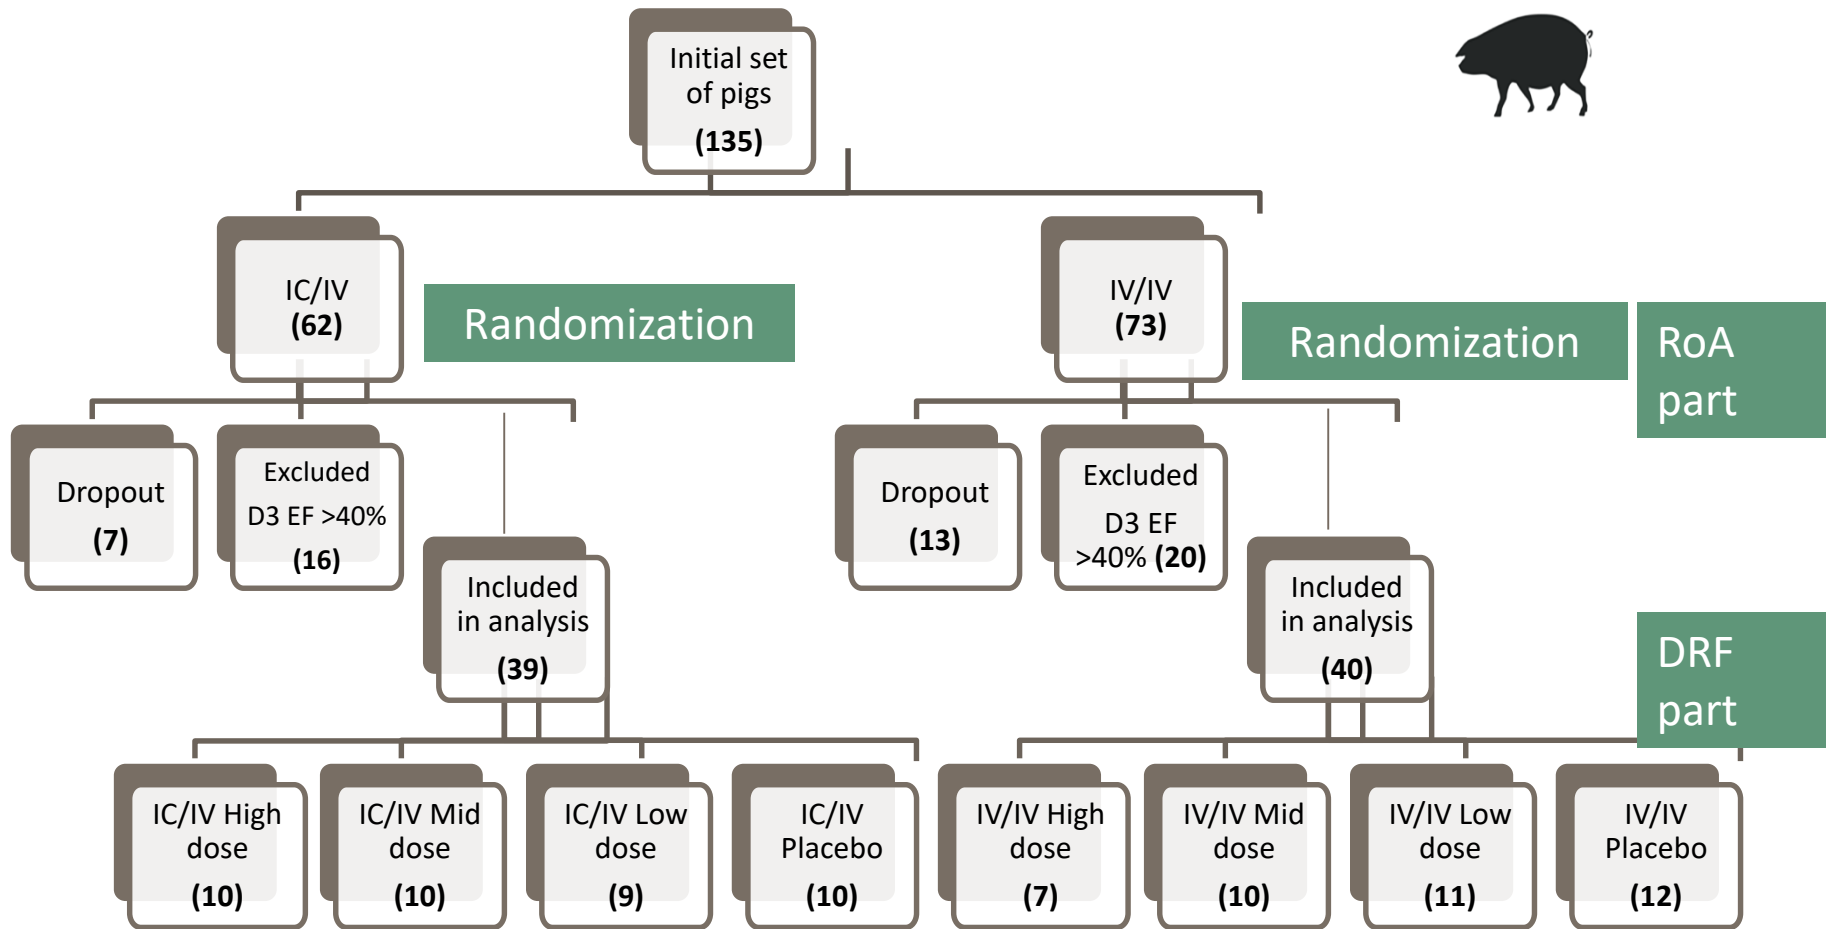 Initial set
of pigs
(135)
IC/IV
(62)
Randomization
IV/IV
(73)
Randomization
RoA
part
Dropout
(7)
Excluded
D3 EF >40%
(16)
Included
in analysis
(39)
Dropout
(13)
Excluded
D3 EF
>40% (20)
Included
in analysis
(40)
DRF
part
IC/IV High
dose
(10)
IC/IV Mid
dose
(10)
IC/IV Low
dose
(9)
IC/IV
Placebo
(10)
IV/IV High
dose
(7)
IV/IV Mid
dose
(10)
IV/IV Low
dose
(11)
IV/IV
Placebo
(12)